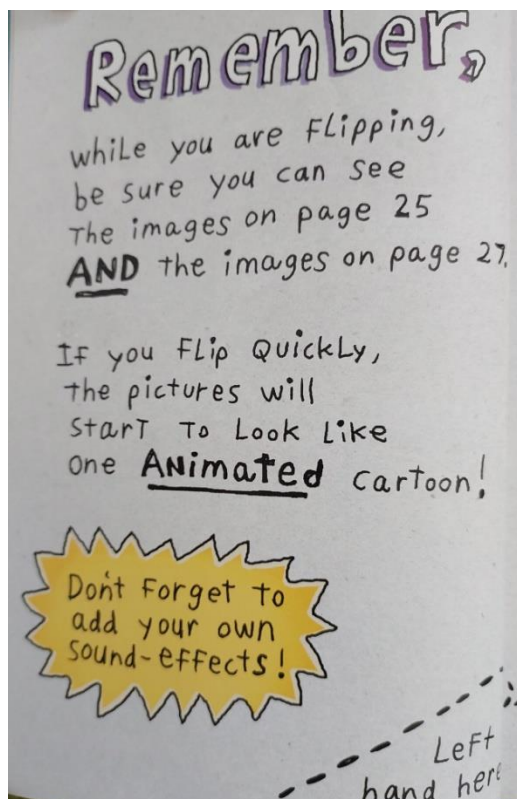 Remember,
while you are Flipping,
be sure you can see
The images on page 25
AND the images on page 27.
If you Flip Quickly,
the pictures will
Start To Look Like
one ANimated cartoon!
Don't Forget to
add your own
Sound-effects!
Left
hand here